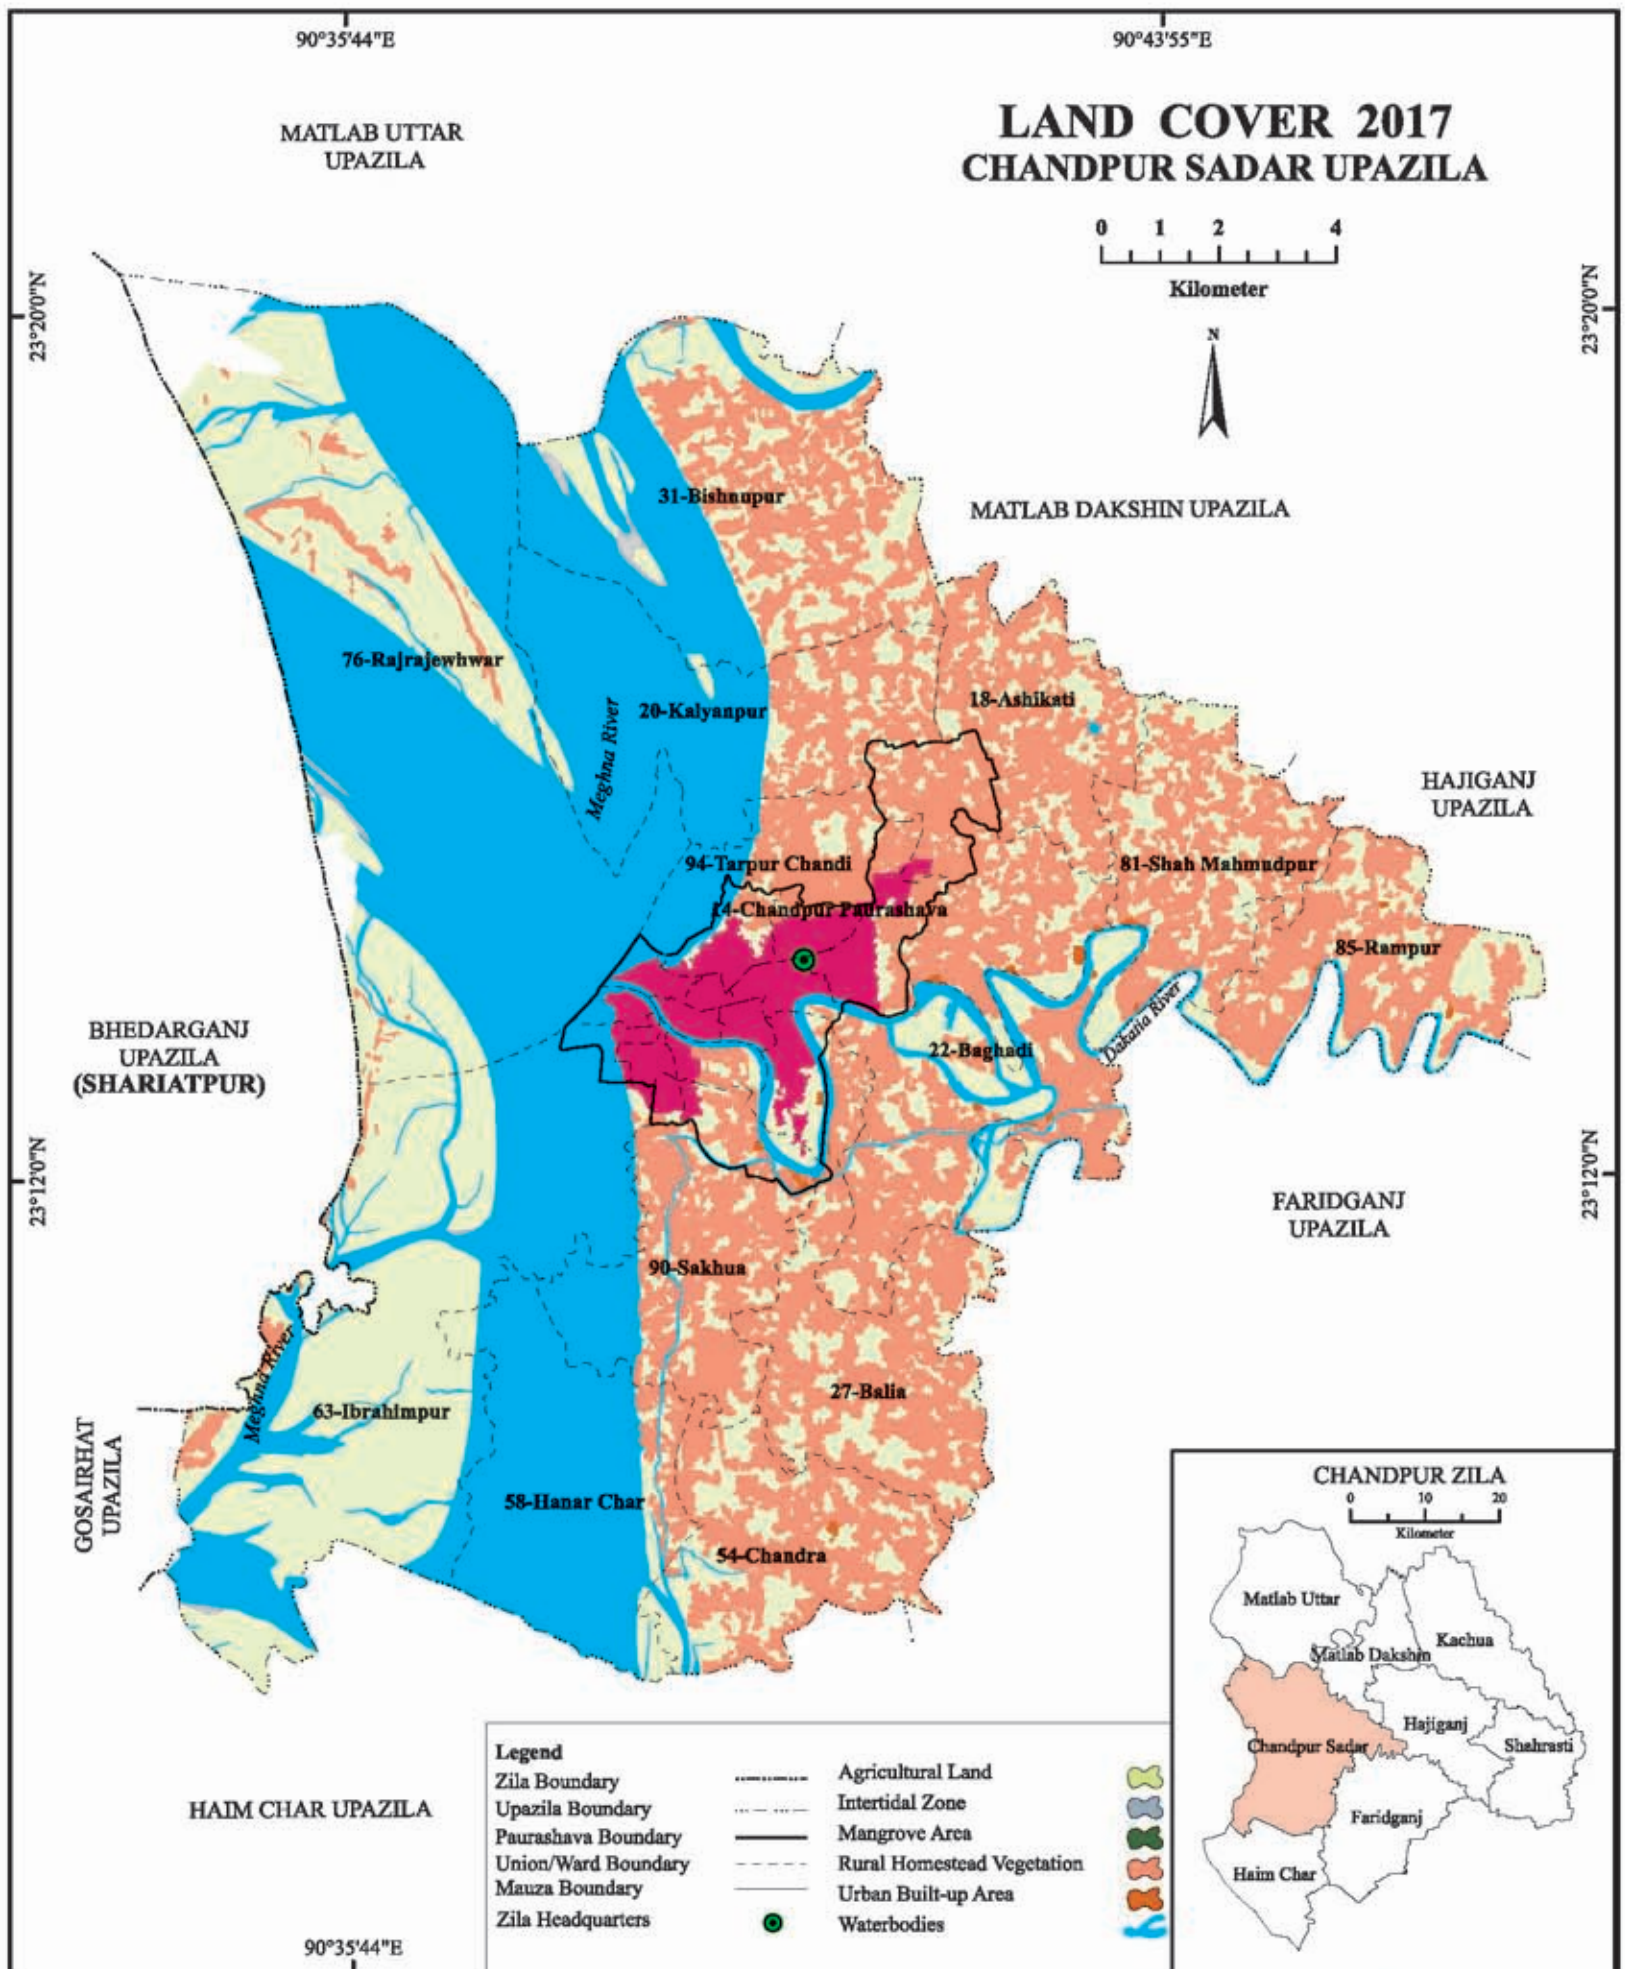 90°35'44"E
90°43'55"E
LAND COVER 2017
CHANDPUR SADAR UPAZILA
0 1 2 4
Kilometer
N
MATLAB UTTAR
UPAZILA
23°20'0"N
23°20'0"N
31-Bishnupur
MATLAB DAKSHIN UPAZILA
76-Rajrajewhwar
20-Kalyanpur
18-Ashikati
Meghna River
HAJIGANJ
UPAZILA
94-Tarpur Chandi
81-Shah Mahmudpur
14-Chandpur Paurashava
85-Rampur
BHEDARGANJ
UPAZILA
(SHARIATPUR)
22-Baghadi
Dakatia River
23°12'0"N
23°12'0"N
FARIDGANJ
UPAZILA
90-Sakhua
Meghna River
27-Balia
63-Ibrahimpur
GOSAIRHAT
UPAZILA
58-Hanar Char
54-Chandra
HAIM CHAR UPAZILA
Legend
Zila Boundary
Upazila Boundary
Paurashava Boundary
Union/Ward Boundary
Mauza Boundary
Zila Headquarters
Agricultural Land
Intertidal Zone
Mangrove Area
Rural Homestead Vegetation
Urban Built-up Area
Waterbodies
90°35'44"E
CHANDPUR ZILA
0 10 20
Kilometer
Matlab Uttar
Matlab Dakshin
Kachua
Hajiganj
Chandpur Sadar
Shahrasti
Faridganj
Haim Char